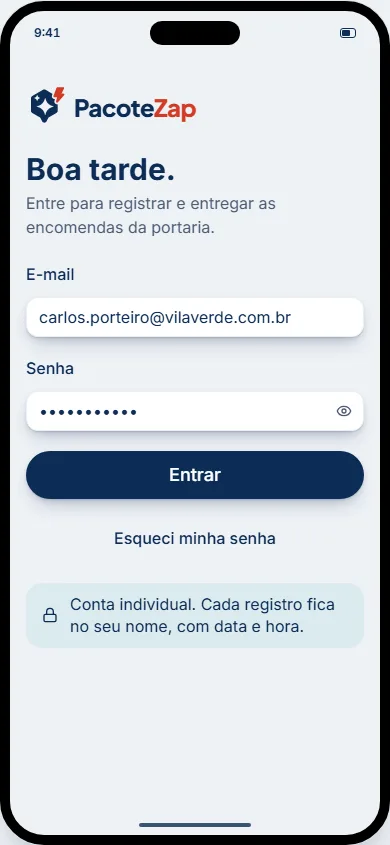 9:41
PacoteZap
Boa tarde.
Entre para registrar e entregar as
encomendas da portaria.
E-mail
carlos.porteiro@vilaverde.com.br
Senha
•••••••••••
Entrar
Esqueci minha senha
Conta individual. Cada registro fica
no seu nome, com data e hora.